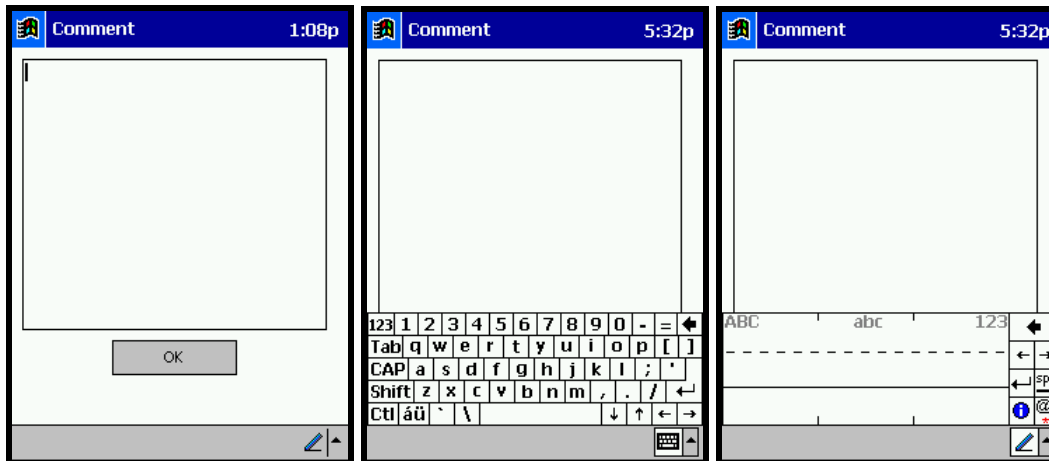 Comment 1:08p
OK
Comment 5:32p
123 1 2 3 4 5 6 7 8 9 0 - = 🡄
Tab q w e r t y u i o p [ ]
CAP a s d f g h j k l ; '
Shift z x c v b n m , . / ↵
Ctl áü ` \ ↓ ↑ ← →
Comment 5:32p
ABC abc 123 🡄
← →
↵ sp
@
*